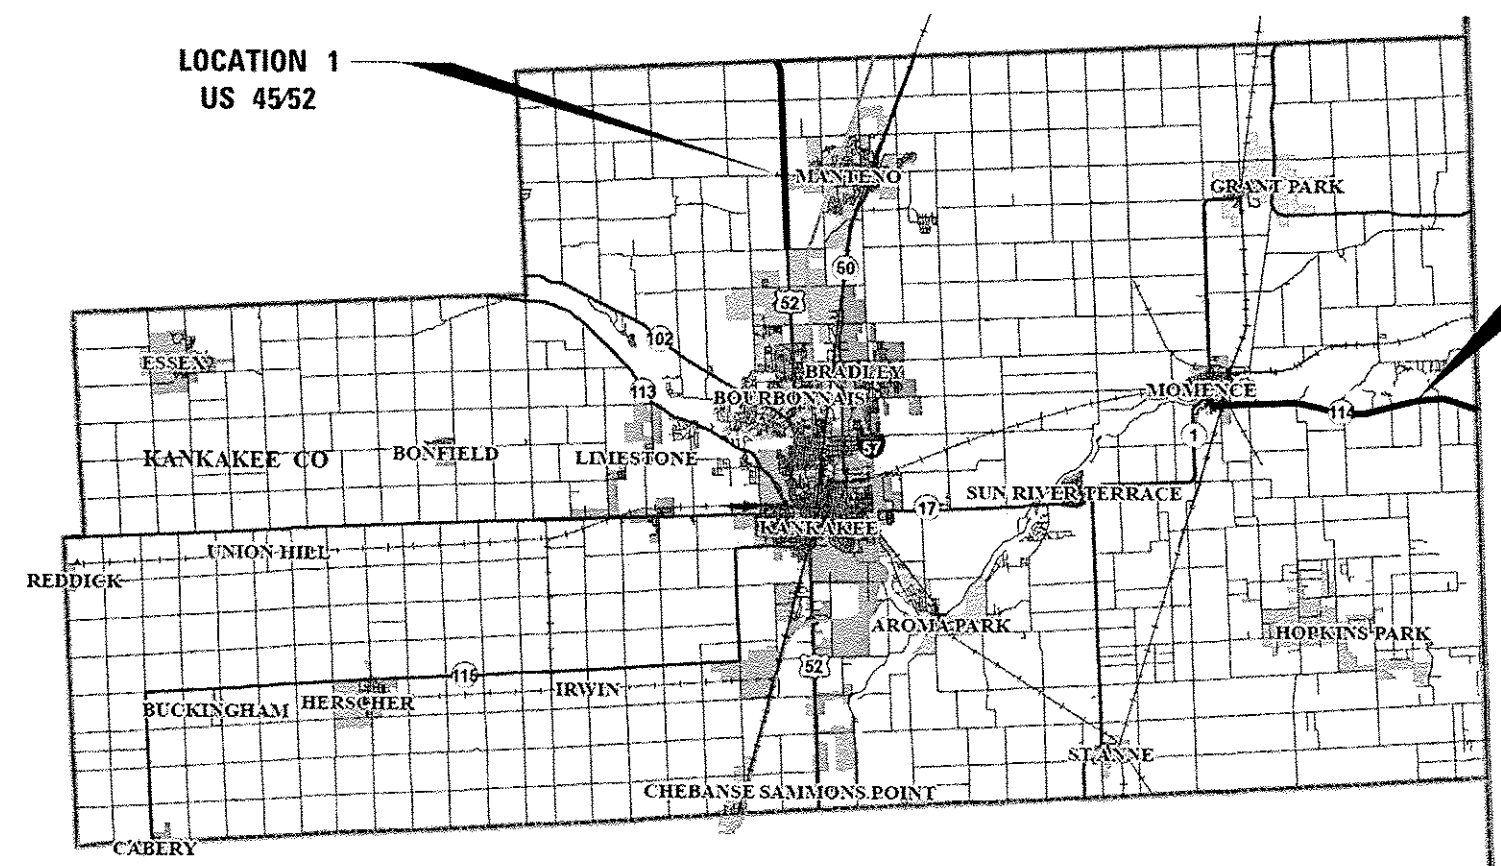 LOCATION 1
US 45/52
MANTENO
GRANT PARK
50
52
102
ESSEX
BRADLEY
113
BOURBONNAIS
MOMENCE
114
1
57
KANKAKEE CO
BONFIELD
LIMESTONE
SUN RIVER TERRACE
17
KANKAKEE
UNION HILL
REDDICK
AROMA PARK
HOPKINS PARK
52
115
IRWIN
BUCKINGHAM
HERSCHER
ST. ANNE
CHEBANSE
SAMMONS POINT
CABERY